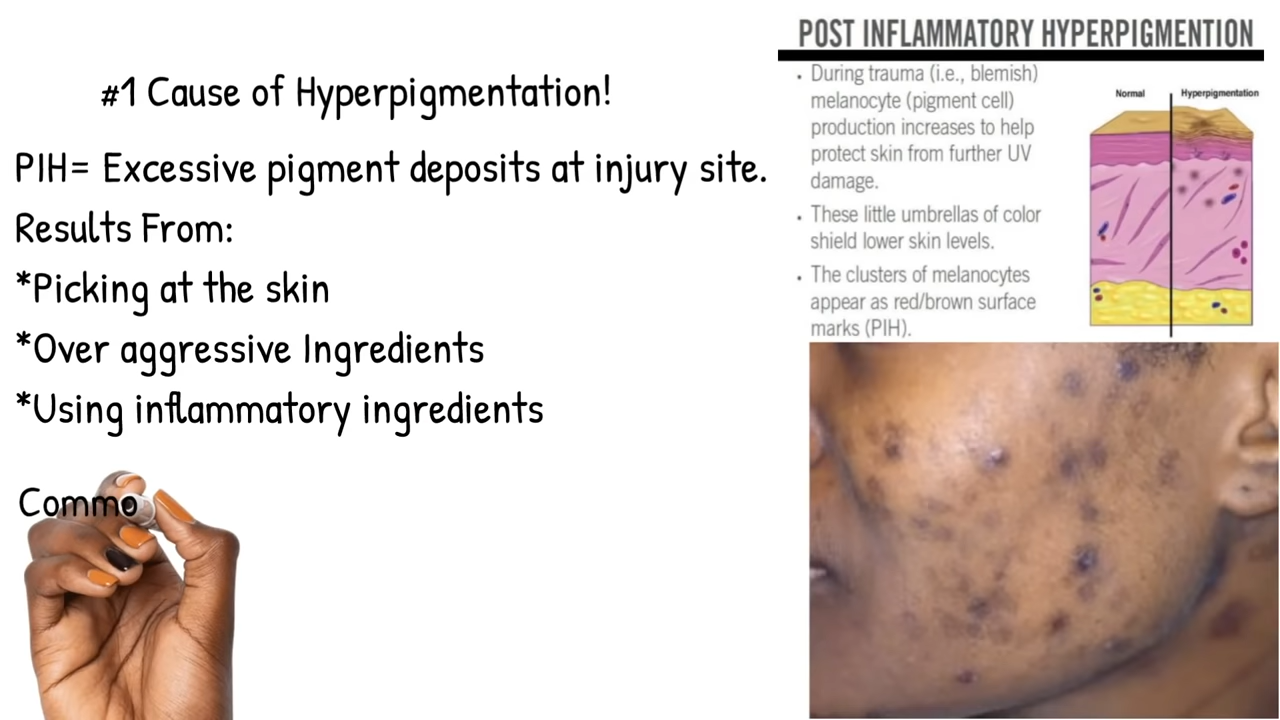 #1 Cause of Hyperpigmentation!
PIH= Excessive pigment deposits at injury site.
Results From:
*Picking at the skin
*Over aggressive Ingredients
*Using inflammatory ingredients
Commo
POST INFLAMMATORY HYPERPIGMENTION
• During trauma (i.e., blemish)
melanocyte (pigment cell)
production increases to help
protect skin from further UV
damage.
• These little umbrellas of color
shield lower skin levels.
• The clusters of melanocytes
appear as red/brown surface
marks (PIH).
Normal
Hyperpigmentation